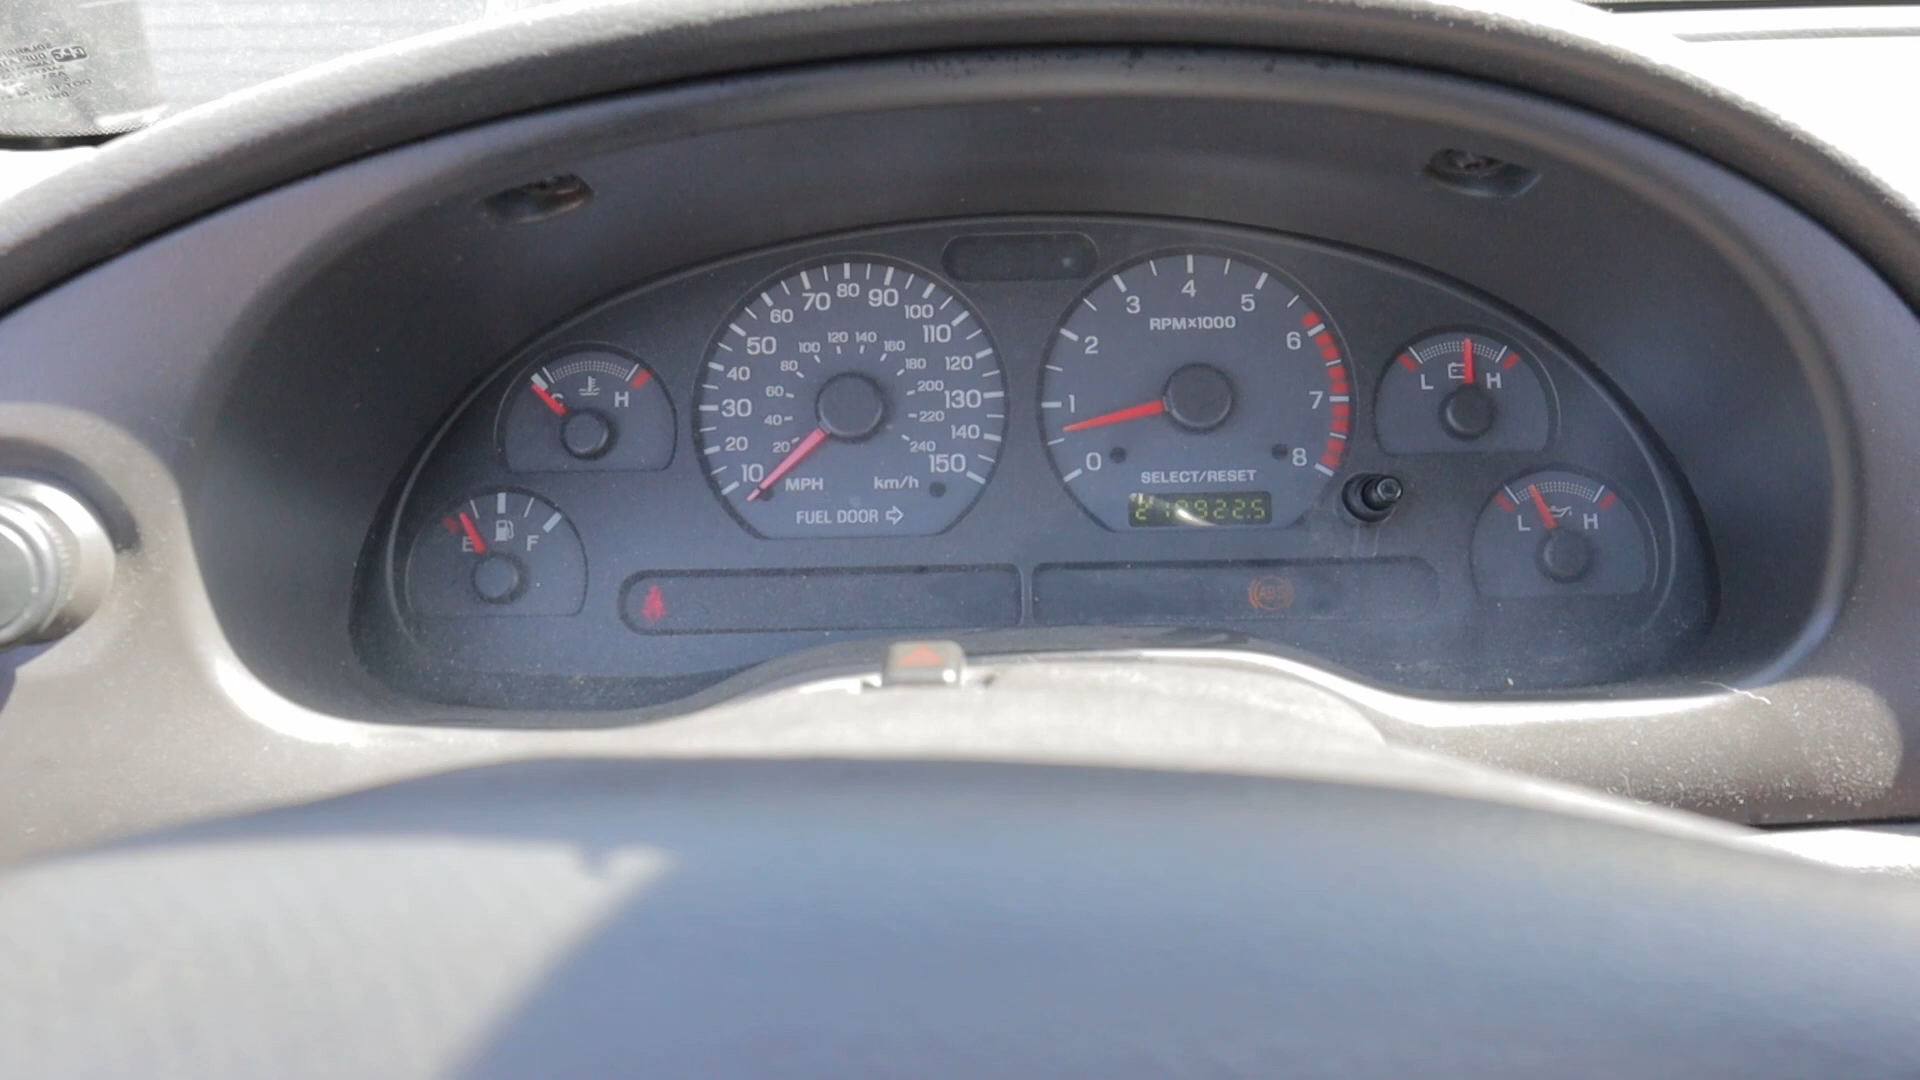 70 80 90
60 100
50 110
40 120
30 130
20 140
10 150
100 120 140 160
80 180
60 200
40 220
20 240
MPH km/h
FUEL DOOR
3 4 5
2 6
1 7
0 8
RPM×1000
SELECT/RESET
C H
E F
L H
L H
ABS